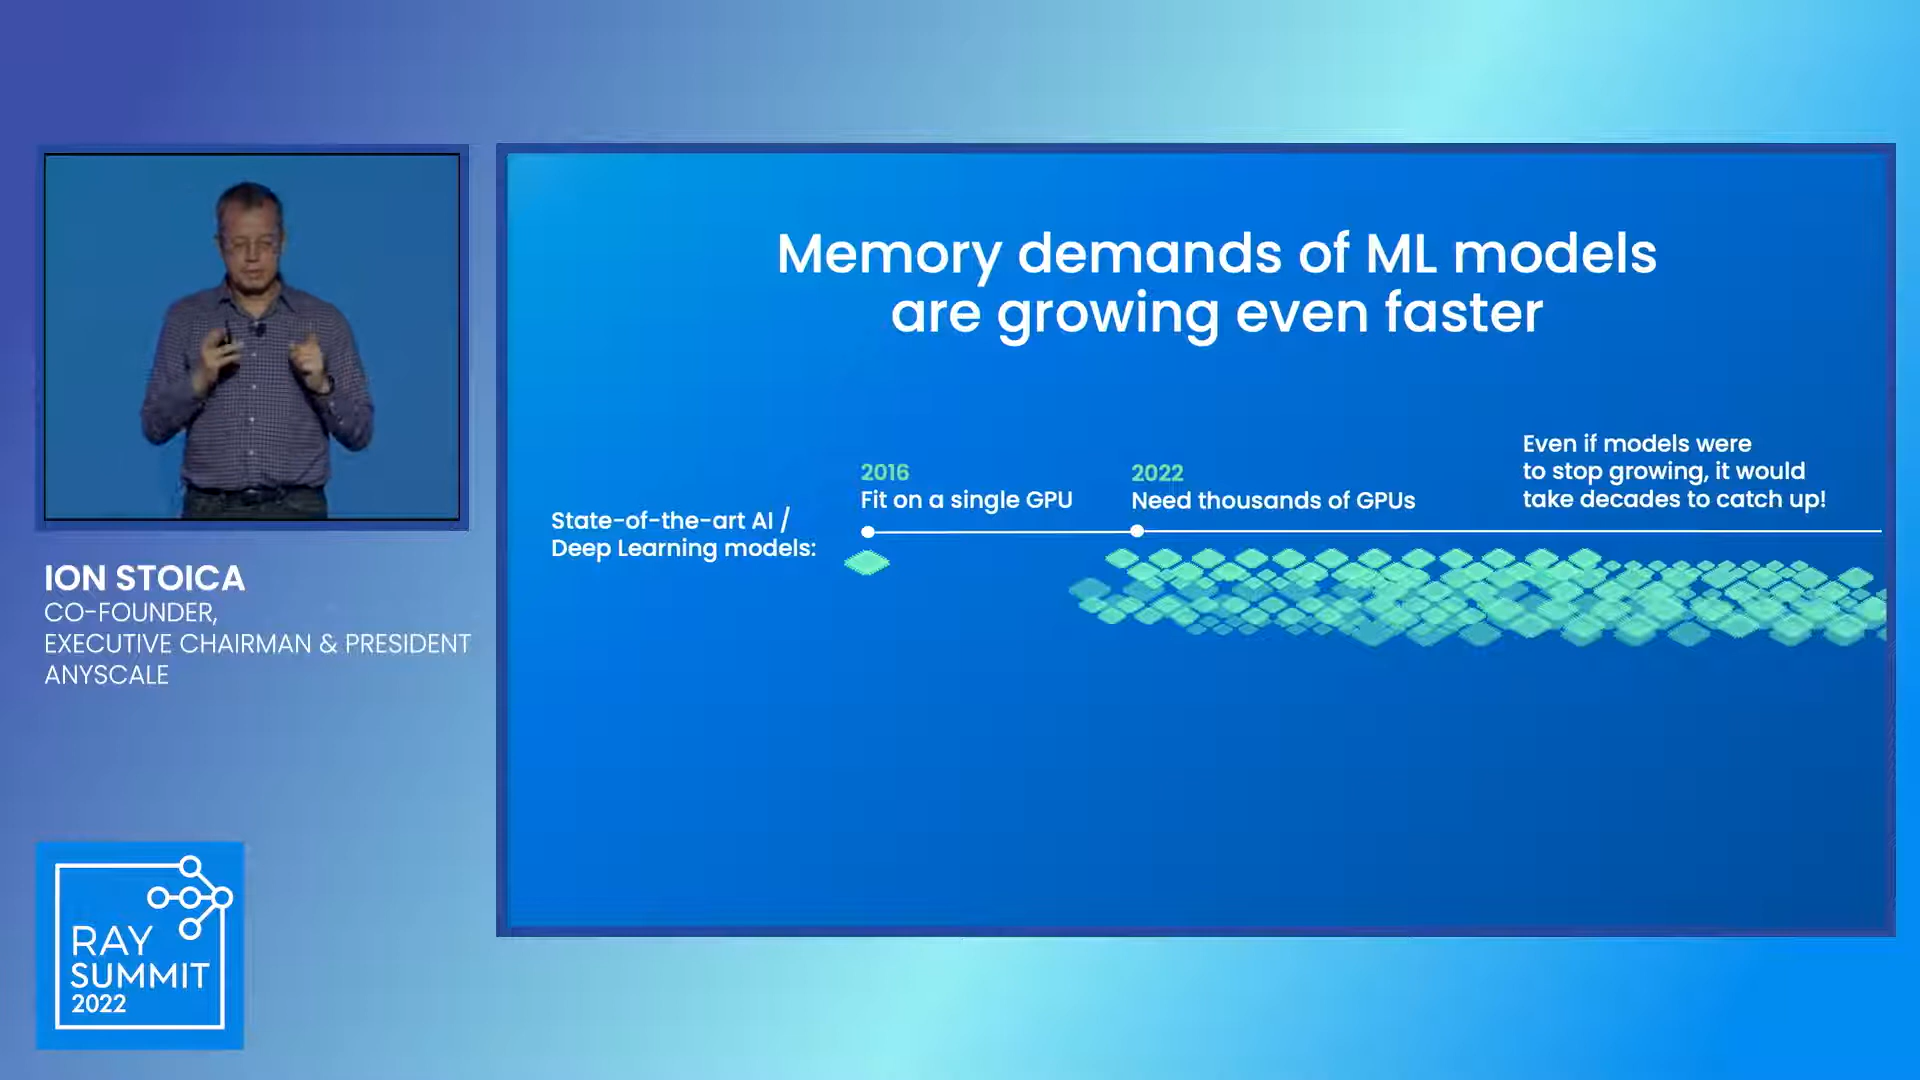 Memory demands of ML models
are growing even faster
State-of-the-art AI /
Deep Learning models:
2016
Fit on a single GPU
2022
Need thousands of GPUs
Even if models were
to stop growing, it would
take decades to catch up!
ION STOICA
CO-FOUNDER,
EXECUTIVE CHAIRMAN & PRESIDENT
ANYSCALE
RAY
SUMMIT
2022